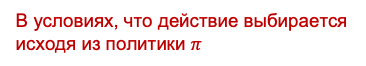 В условиях, что действие выбирается
исходя из политики π